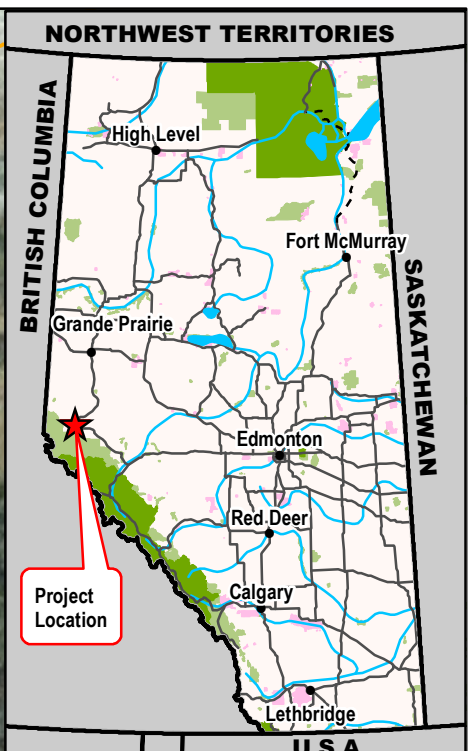 NORTHWEST TERRITORIES
BRITISH COLUMBIA
High Level
Fort McMurray
SASKATCHEWAN
Grande Prairie
Edmonton
Red Deer
Project
Location
Calgary
Lethbridge
U.S.A